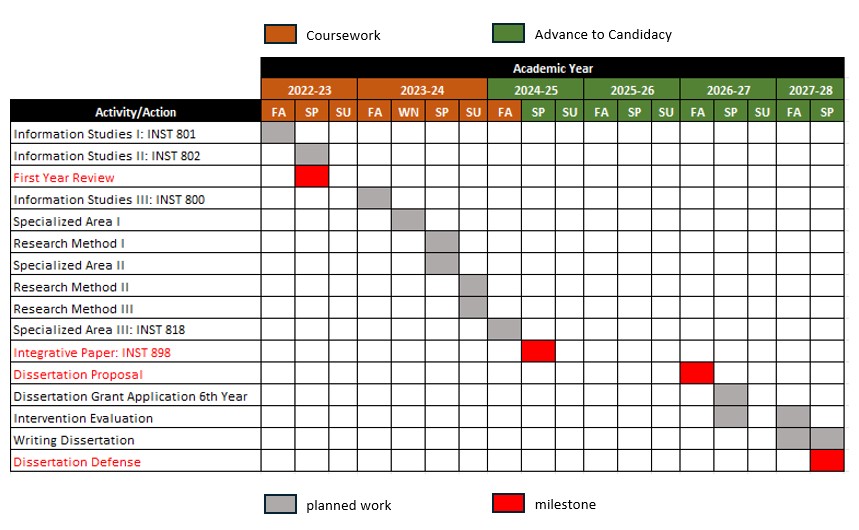 Coursework Advance to Candidacy
Academic Year
2022-23 2023-24 2024-25 2025-26 2026-27 2027-28
Activity/Action FA SP SU FA WN SP SU FA SP SU FA SP SU FA SP SU FA SP
Information Studies I: INST 801
Information Studies II: INST 802
First Year Review
Information Studies III: INST 800
Specialized Area I
Research Method I
Specialized Area II
Research Method II
Research Method III
Specialized Area III: INST 818
Integrative Paper: INST 898
Dissertation Proposal
Dissertation Grant Application 6th Year
Intervention Evaluation
Writing Dissertation
Dissertation Defense
planned work milestone